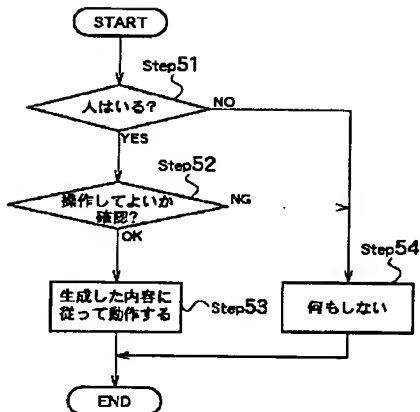 START
Step51
人はいる?
NO
YES
Step52
操作してよいか
確認?
NG
OK
Step54
生成した内容に
従って動作する
Step53
何もしない
END